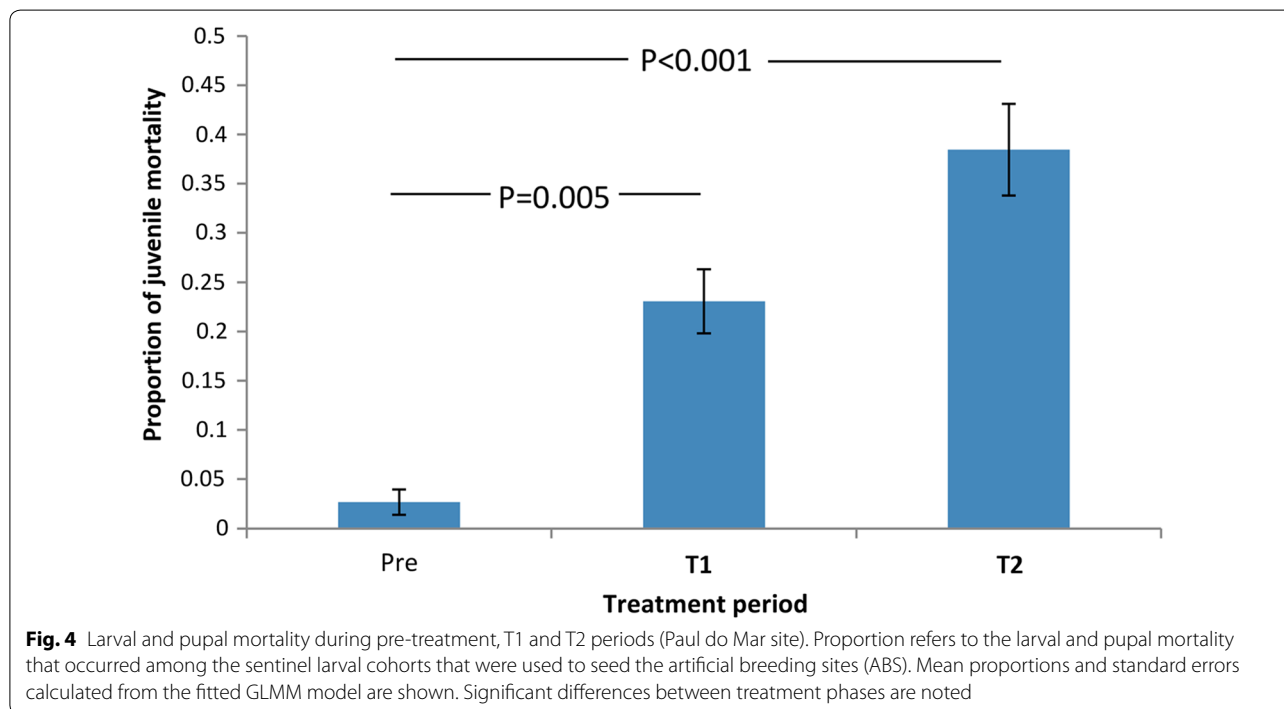 0.5
P<0.001
0.45
0.4
0.35
P=0.005
0.3
0.25
0.2
0.15
0.1
0.05
0
Proportion of juvenile mortality
Pre
T1
T2
Treatment period
Fig. 4 Larval and pupal mortality during pre-treatment, T1 and T2 periods (Paul do Mar site). Proportion refers to the larval and pupal mortality
that occurred among the sentinel larval cohorts that were used to seed the artificial breeding sites (ABS). Mean proportions and standard errors
calculated from the fitted GLMM model are shown. Significant differences between treatment phases are noted